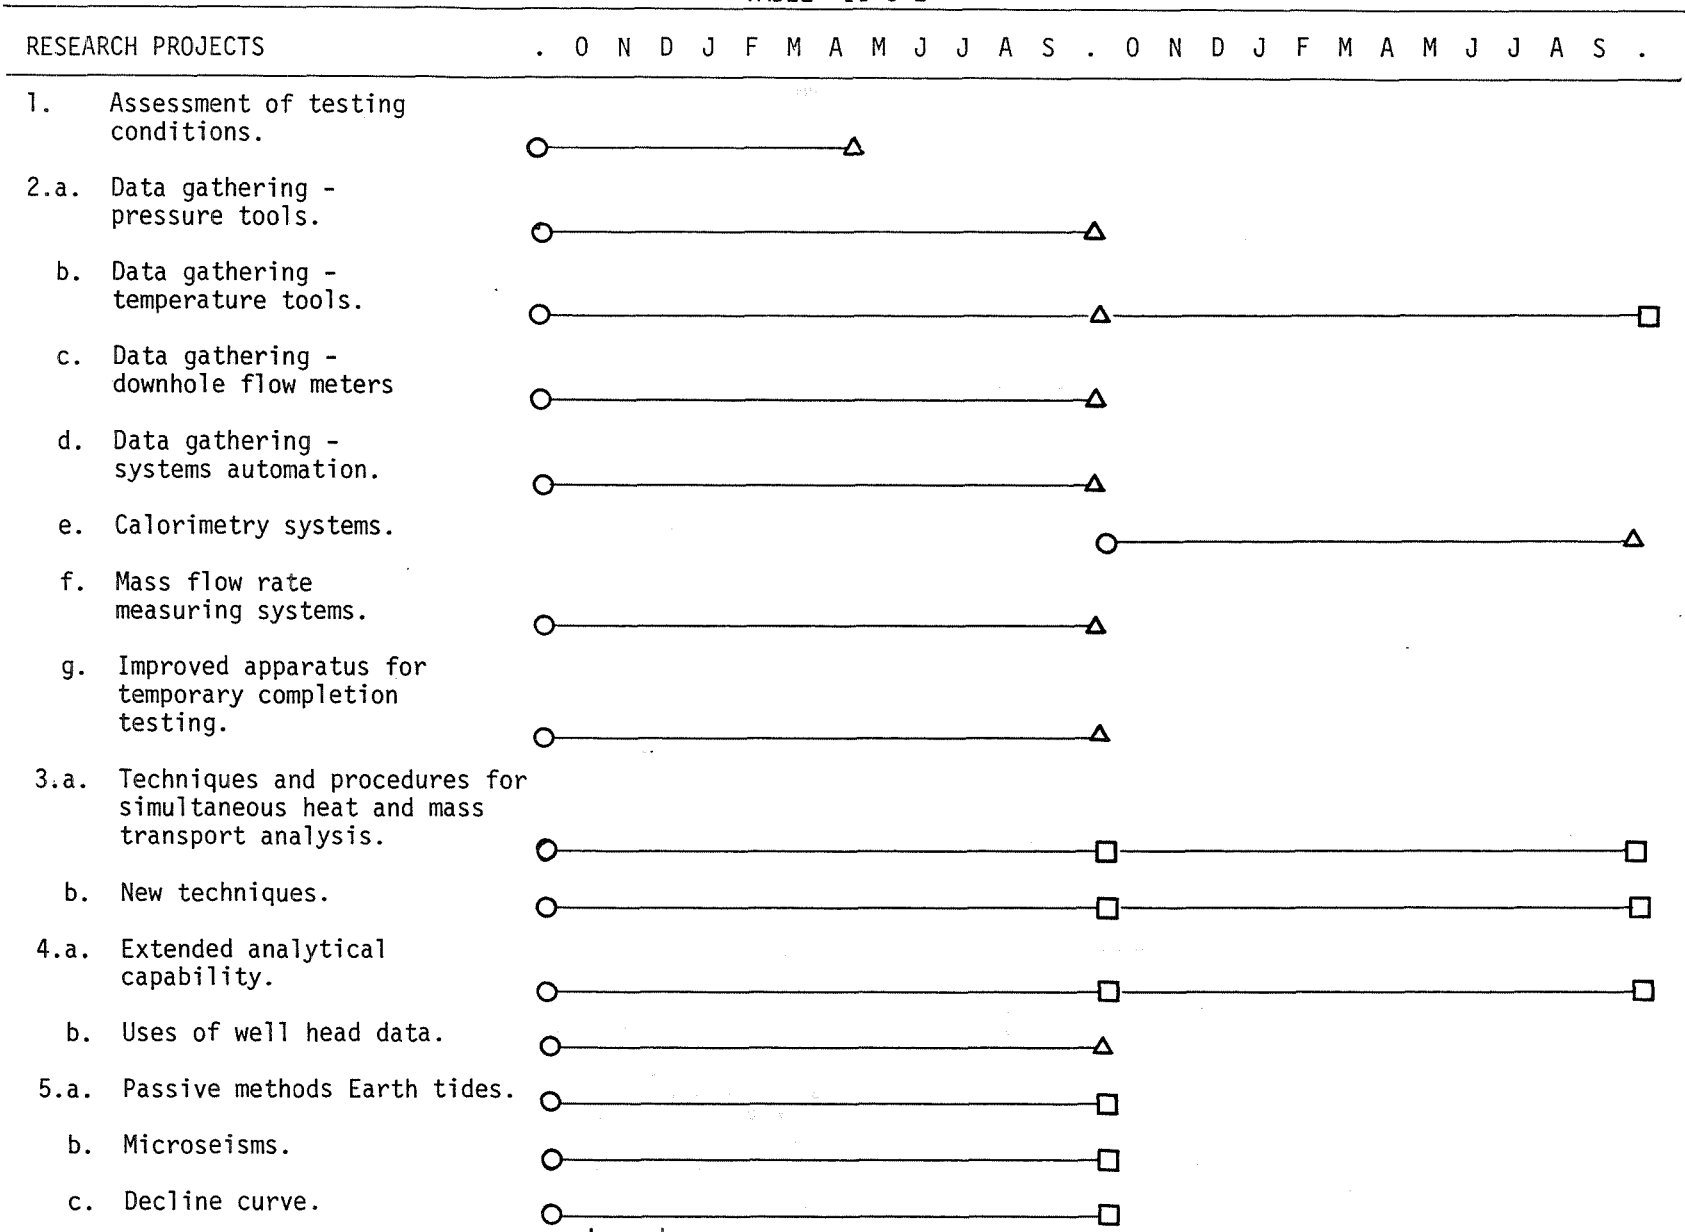 RESEARCH PROJECTS . O N D J F M A M J J A S . O N D J F M A M J J A S .
1. Assessment of testing
conditions.
2.a. Data gathering -
pressure tools.
b. Data gathering -
temperature tools.
c. Data gathering -
downhole flow meters
d. Data gathering -
systems automation.
e. Calorimetry systems.
f. Mass flow rate
measuring systems.
g. Improved apparatus for
temporary completion
testing.
3.a. Techniques and procedures for
simultaneous heat and mass
transport analysis.
b. New techniques.
4.a. Extended analytical
capability.
b. Uses of well head data.
5.a. Passive methods Earth tides.
b. Microseisms.
c. Decline curve.